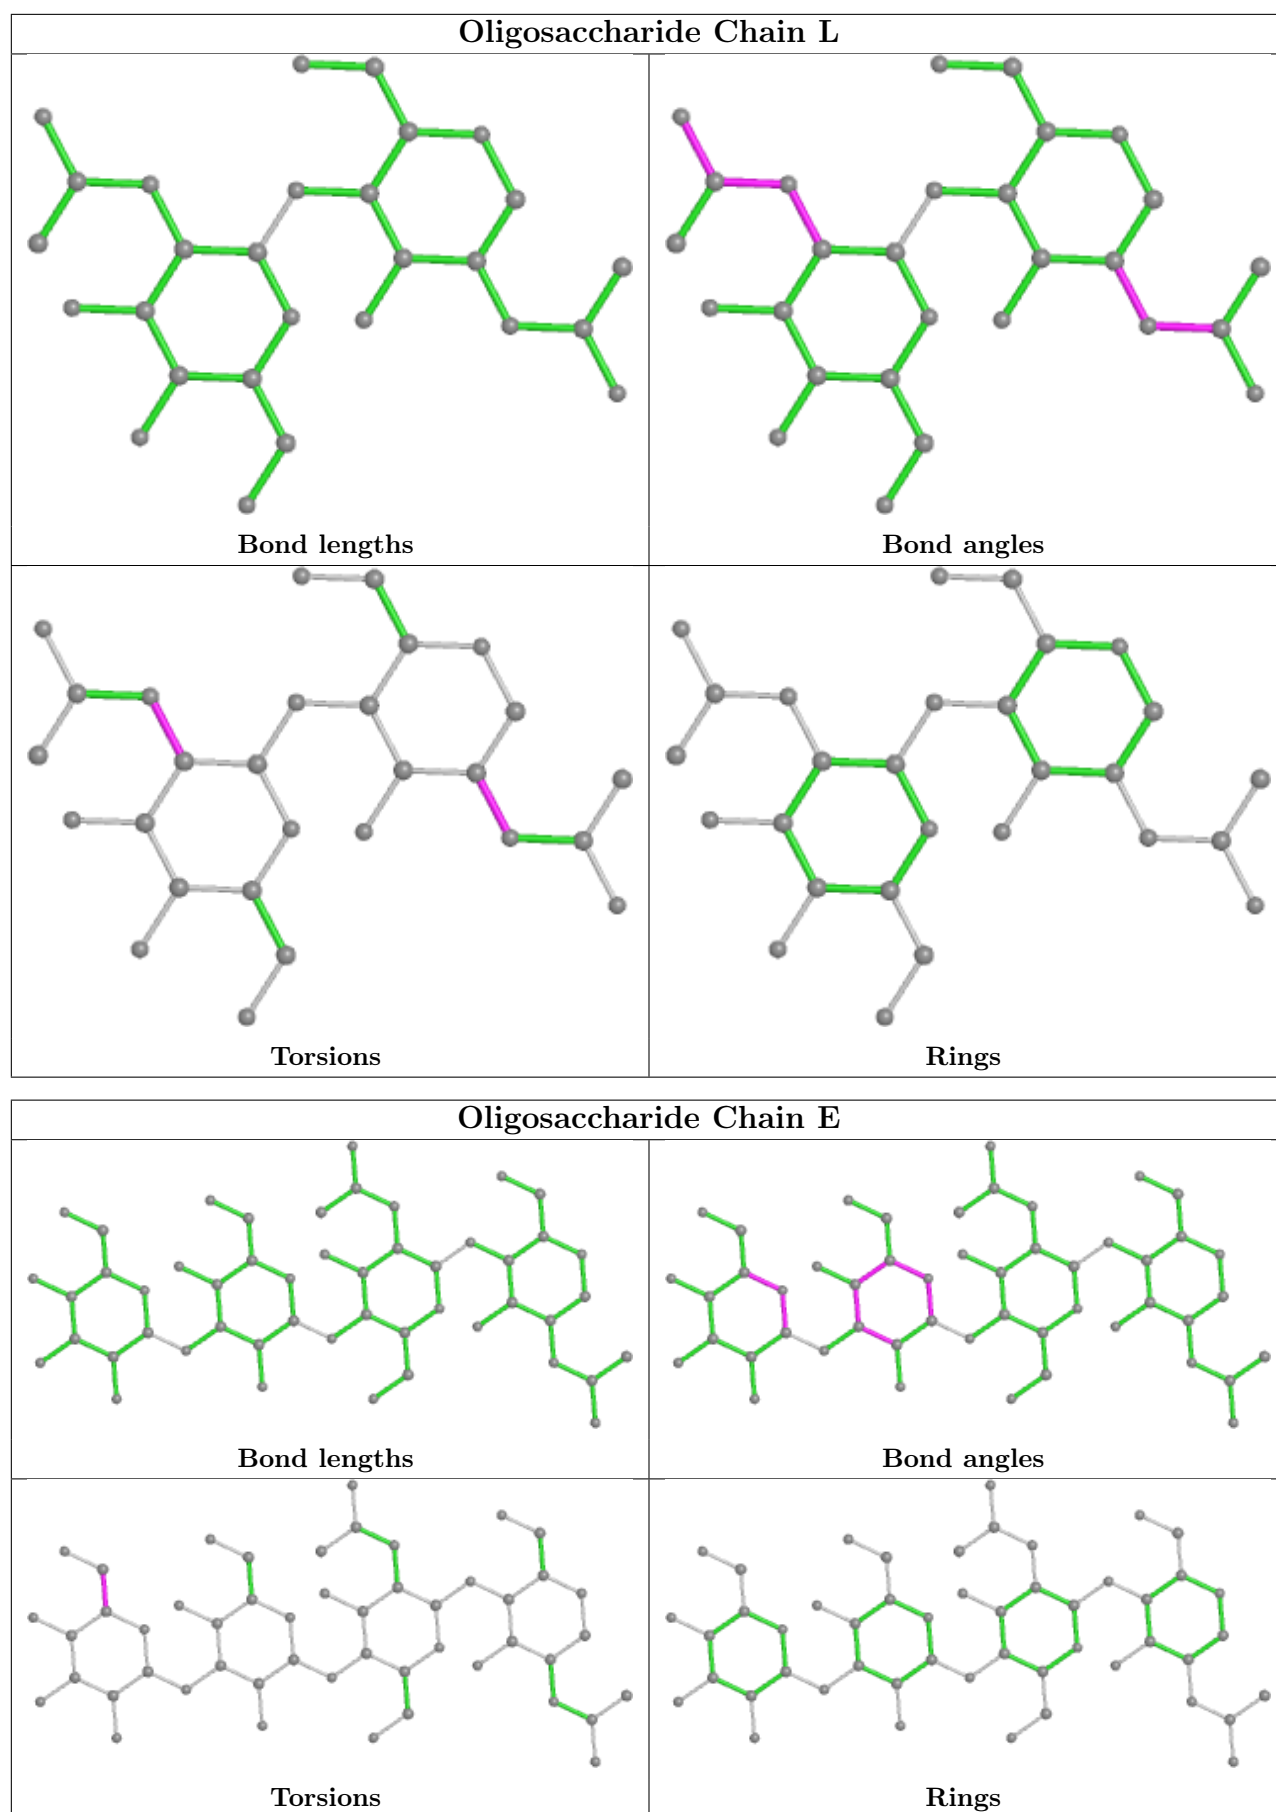 Oligosaccharide Chain L
Bond lengths
Bond angles
Torsions
Rings
Oligosaccharide Chain E
Bond lengths
Bond angles
Torsions
Rings